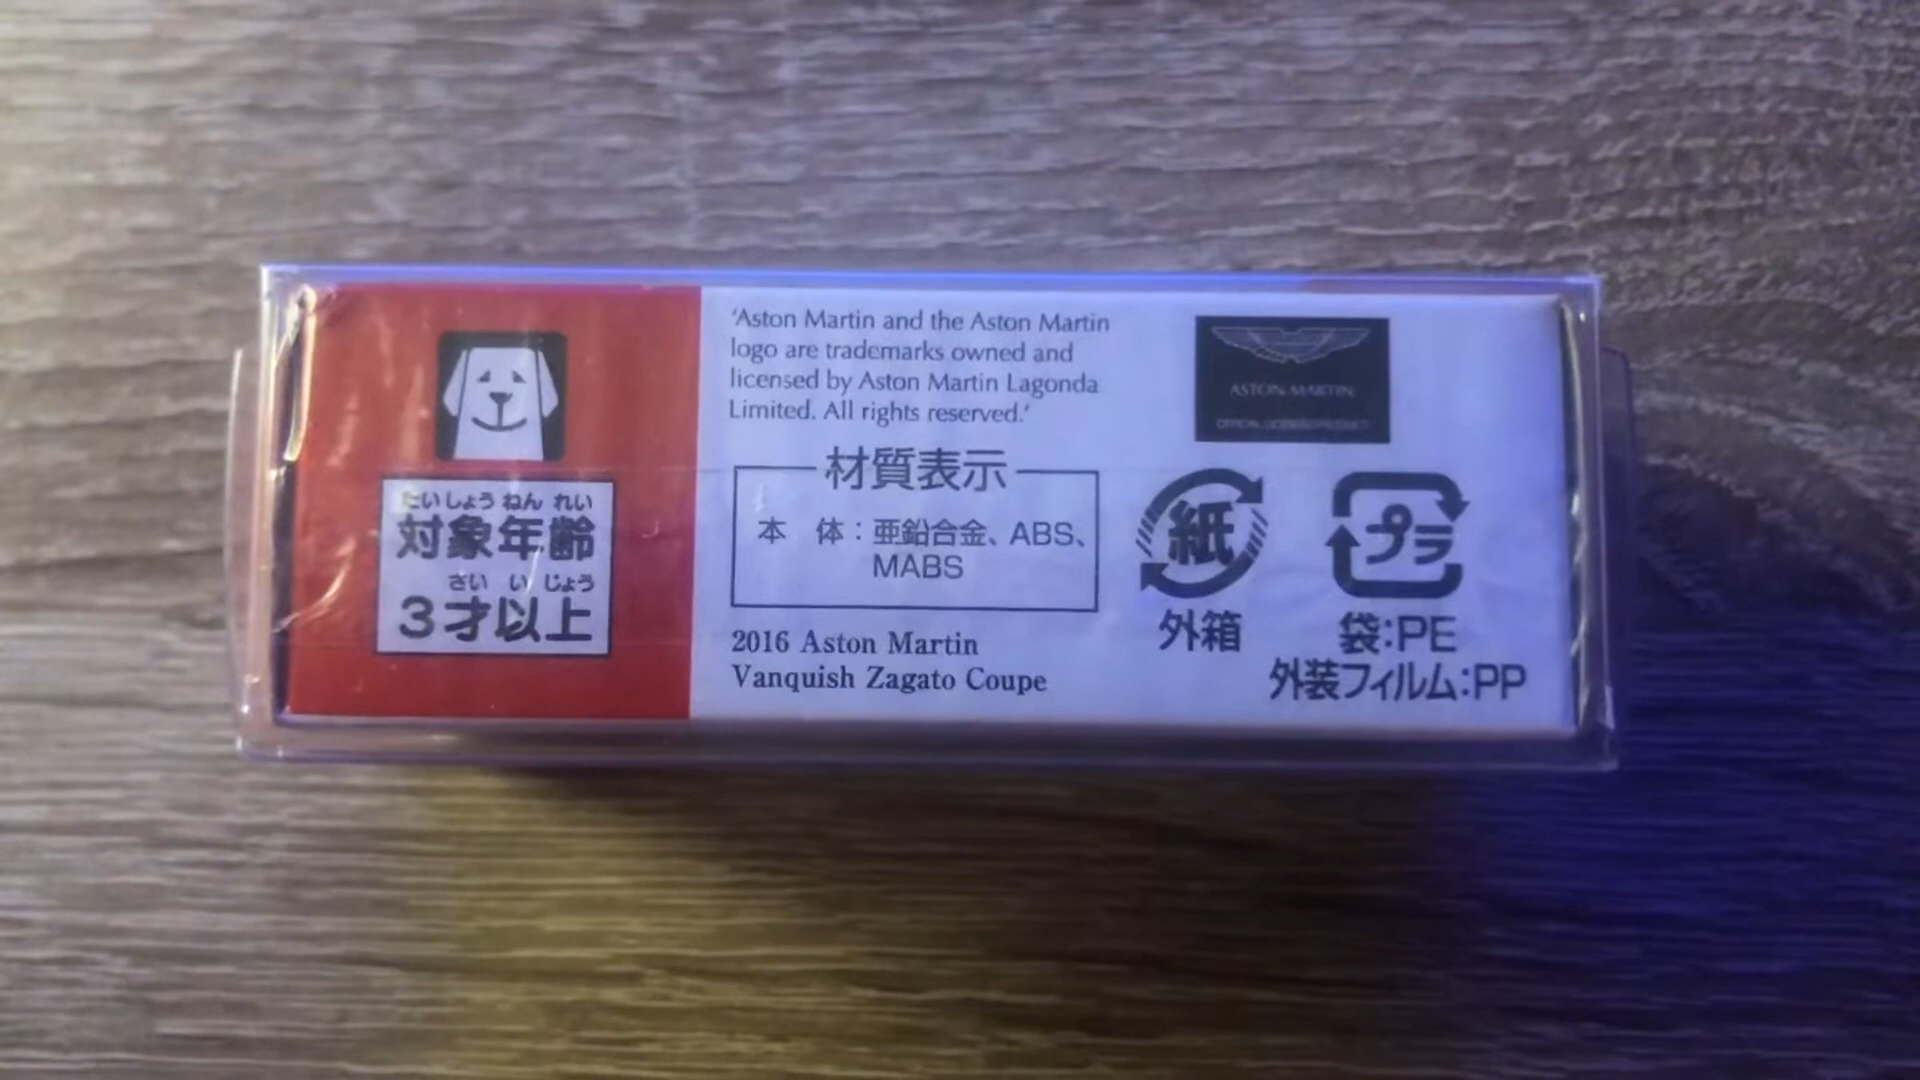 たいしょう ねん れい
対象年齢
さい い じょう
3才以上
'Aston Martin and the Aston Martin
logo are trademarks owned and
licensed by Aston Martin Lagonda
Limited. All rights reserved.'
材質表示
本 体：亜鉛合金、ABS、
MABS
2016 Aston Martin
Vanquish Zagato Coupe
ASTON MARTIN
紙
外箱
プラ
袋:PE
外装フィルム:PP